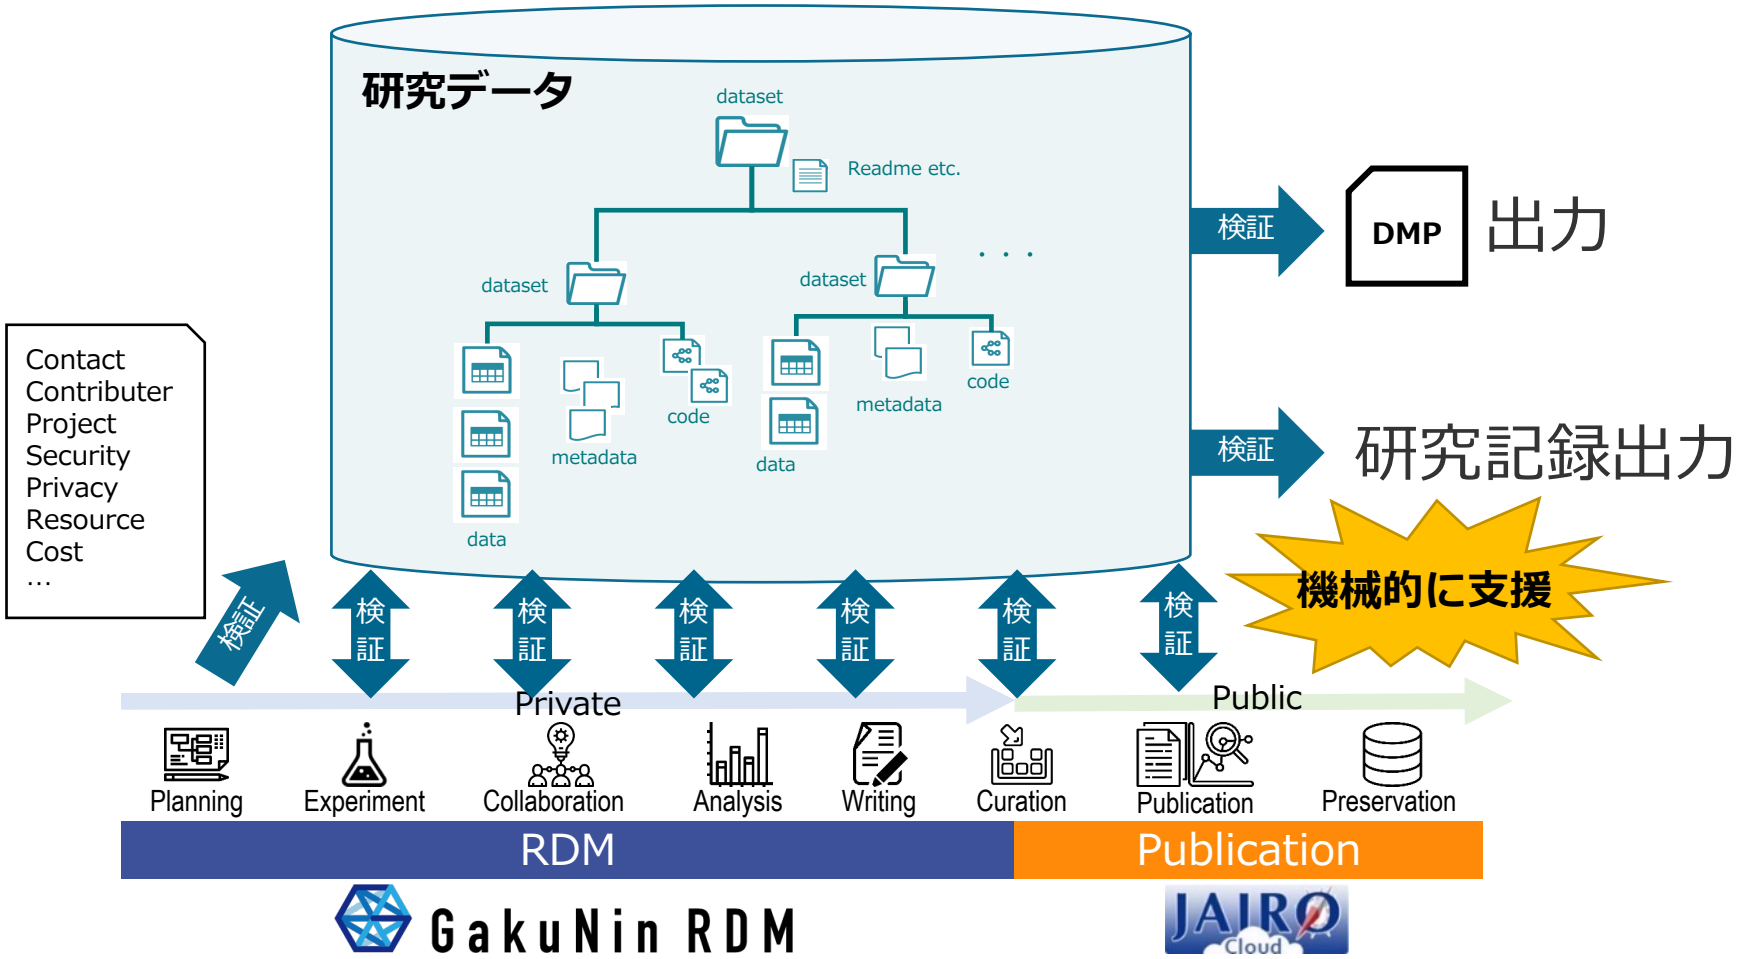 研究データ
dataset
Readme etc.
dataset
dataset
・・・
data
metadata
code
data
metadata
code
検証
DMP
出力
検証
研究記録出力
機械的に支援
Contact
Contributer
Project
Security
Privacy
Resource
Cost
…
検証
検証
検証
検証
検証
検証
検証
Private
Public
Planning
Experiment
Collaboration
Analysis
Writing
Curation
Publication
Preservation
RDM
Publication
GakuNin RDM
JAIRO
Cloud